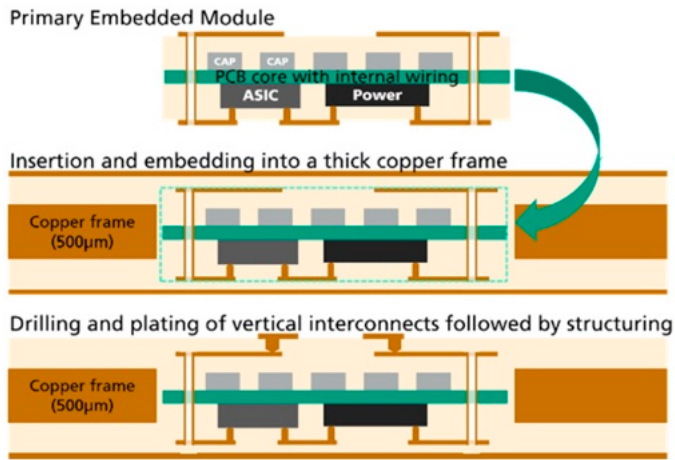 Primary Embedded Module
CAP CAP
PCB core with internal wiring
ASIC Power
Insertion and embedding into a thick copper frame
Copper frame
(500µm)
Drilling and plating of vertical interconnects followed by structuring
Copper frame
(500µm)